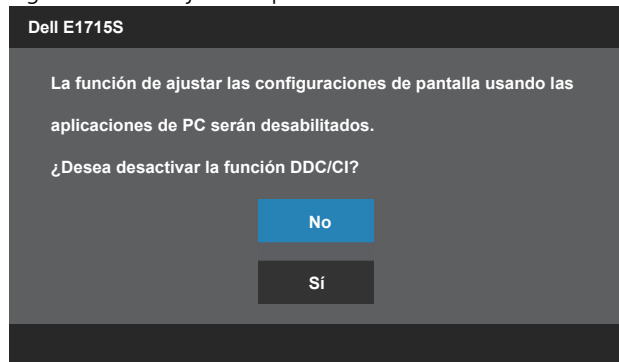 Dell E1715S
La función de ajustar las configuraciones de pantalla usando las
aplicaciones de PC serán desabilitados.
¿Desea desactivar la función DDC/CI?
No
Sí